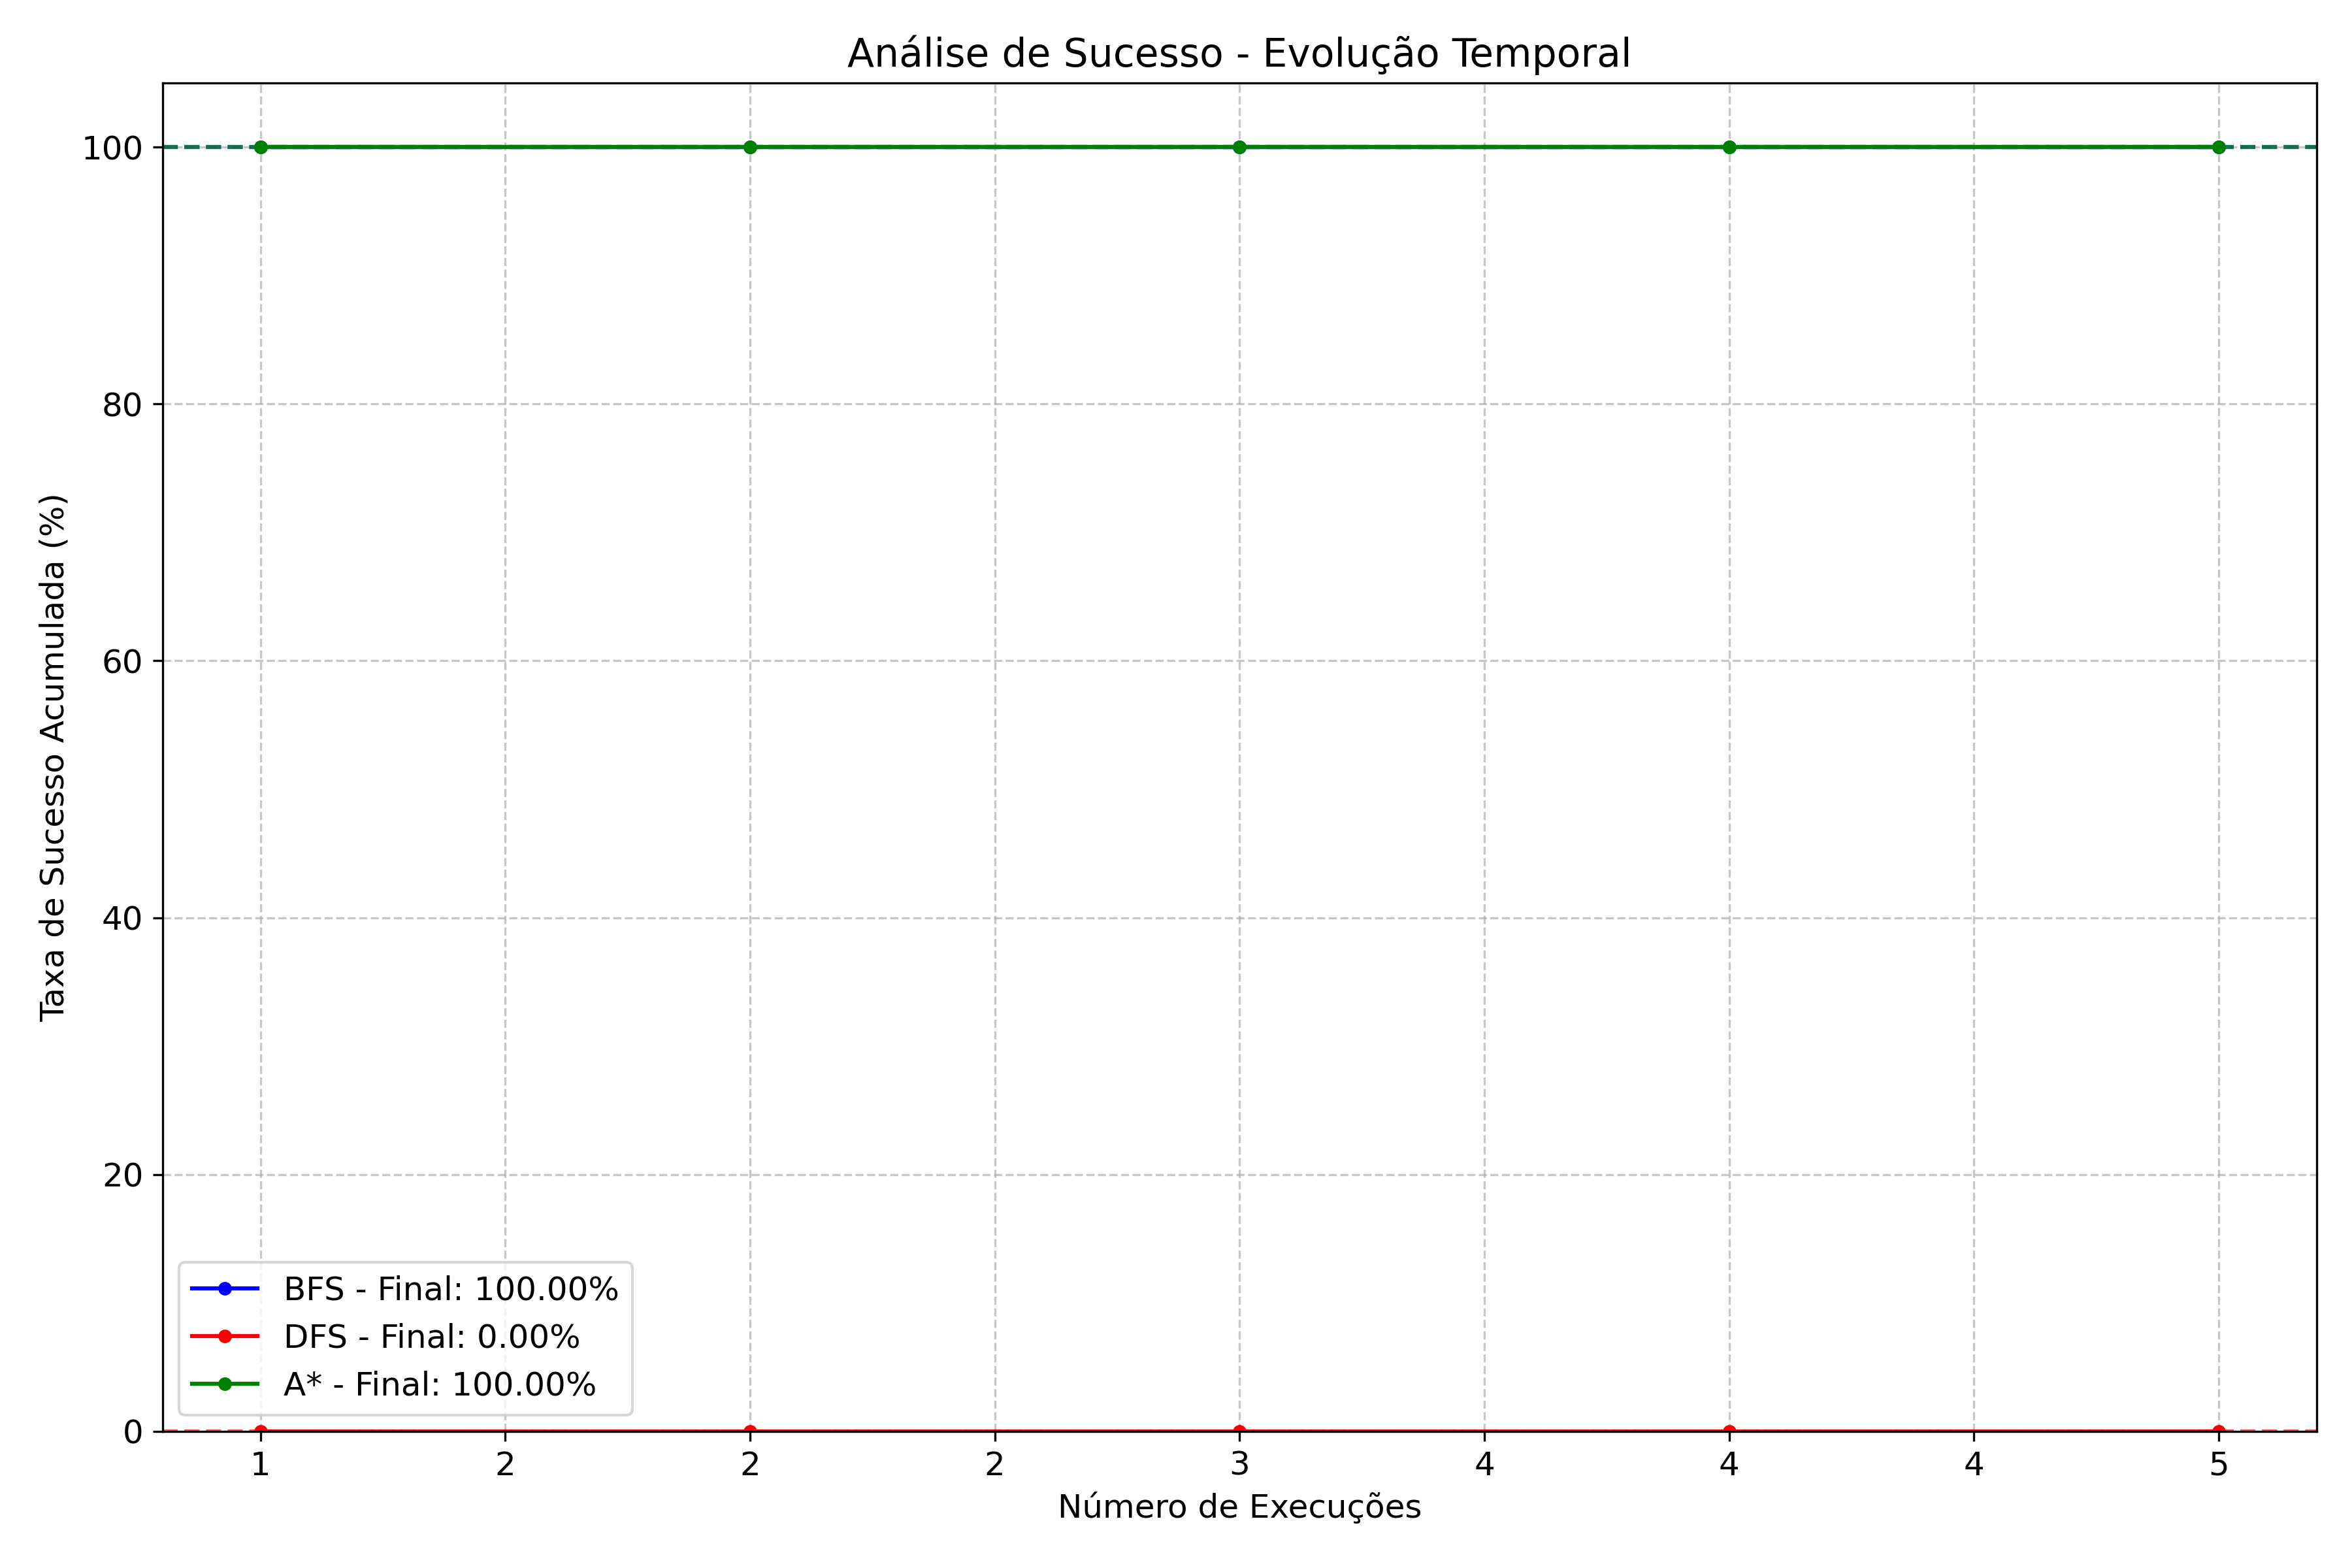 Análise de Sucesso - Evolução Temporal
Taxa de Sucesso Acumulada (%)
100
80
60
40
20
0
BFS - Final: 100.00%
DFS - Final: 0.00%
A* - Final: 100.00%
1 2 2 2 3 4 4 4 5
Número de Execuções